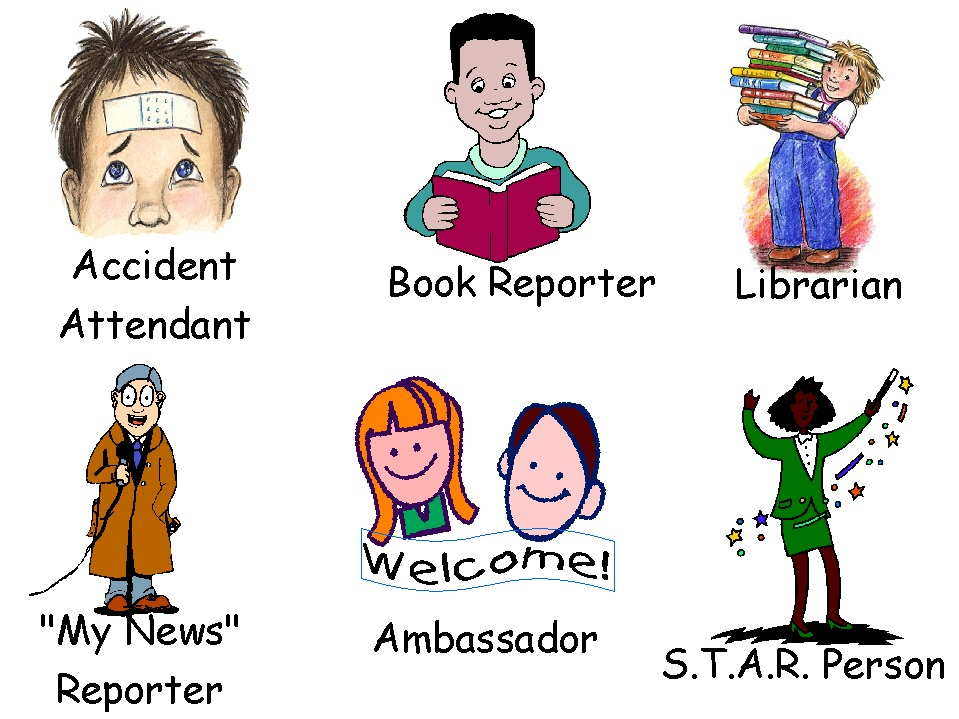 Accident
Attendant
Book Reporter
Librarian
"My News"
Reporter
Welcome!
Ambassador
S.T.A.R. Person